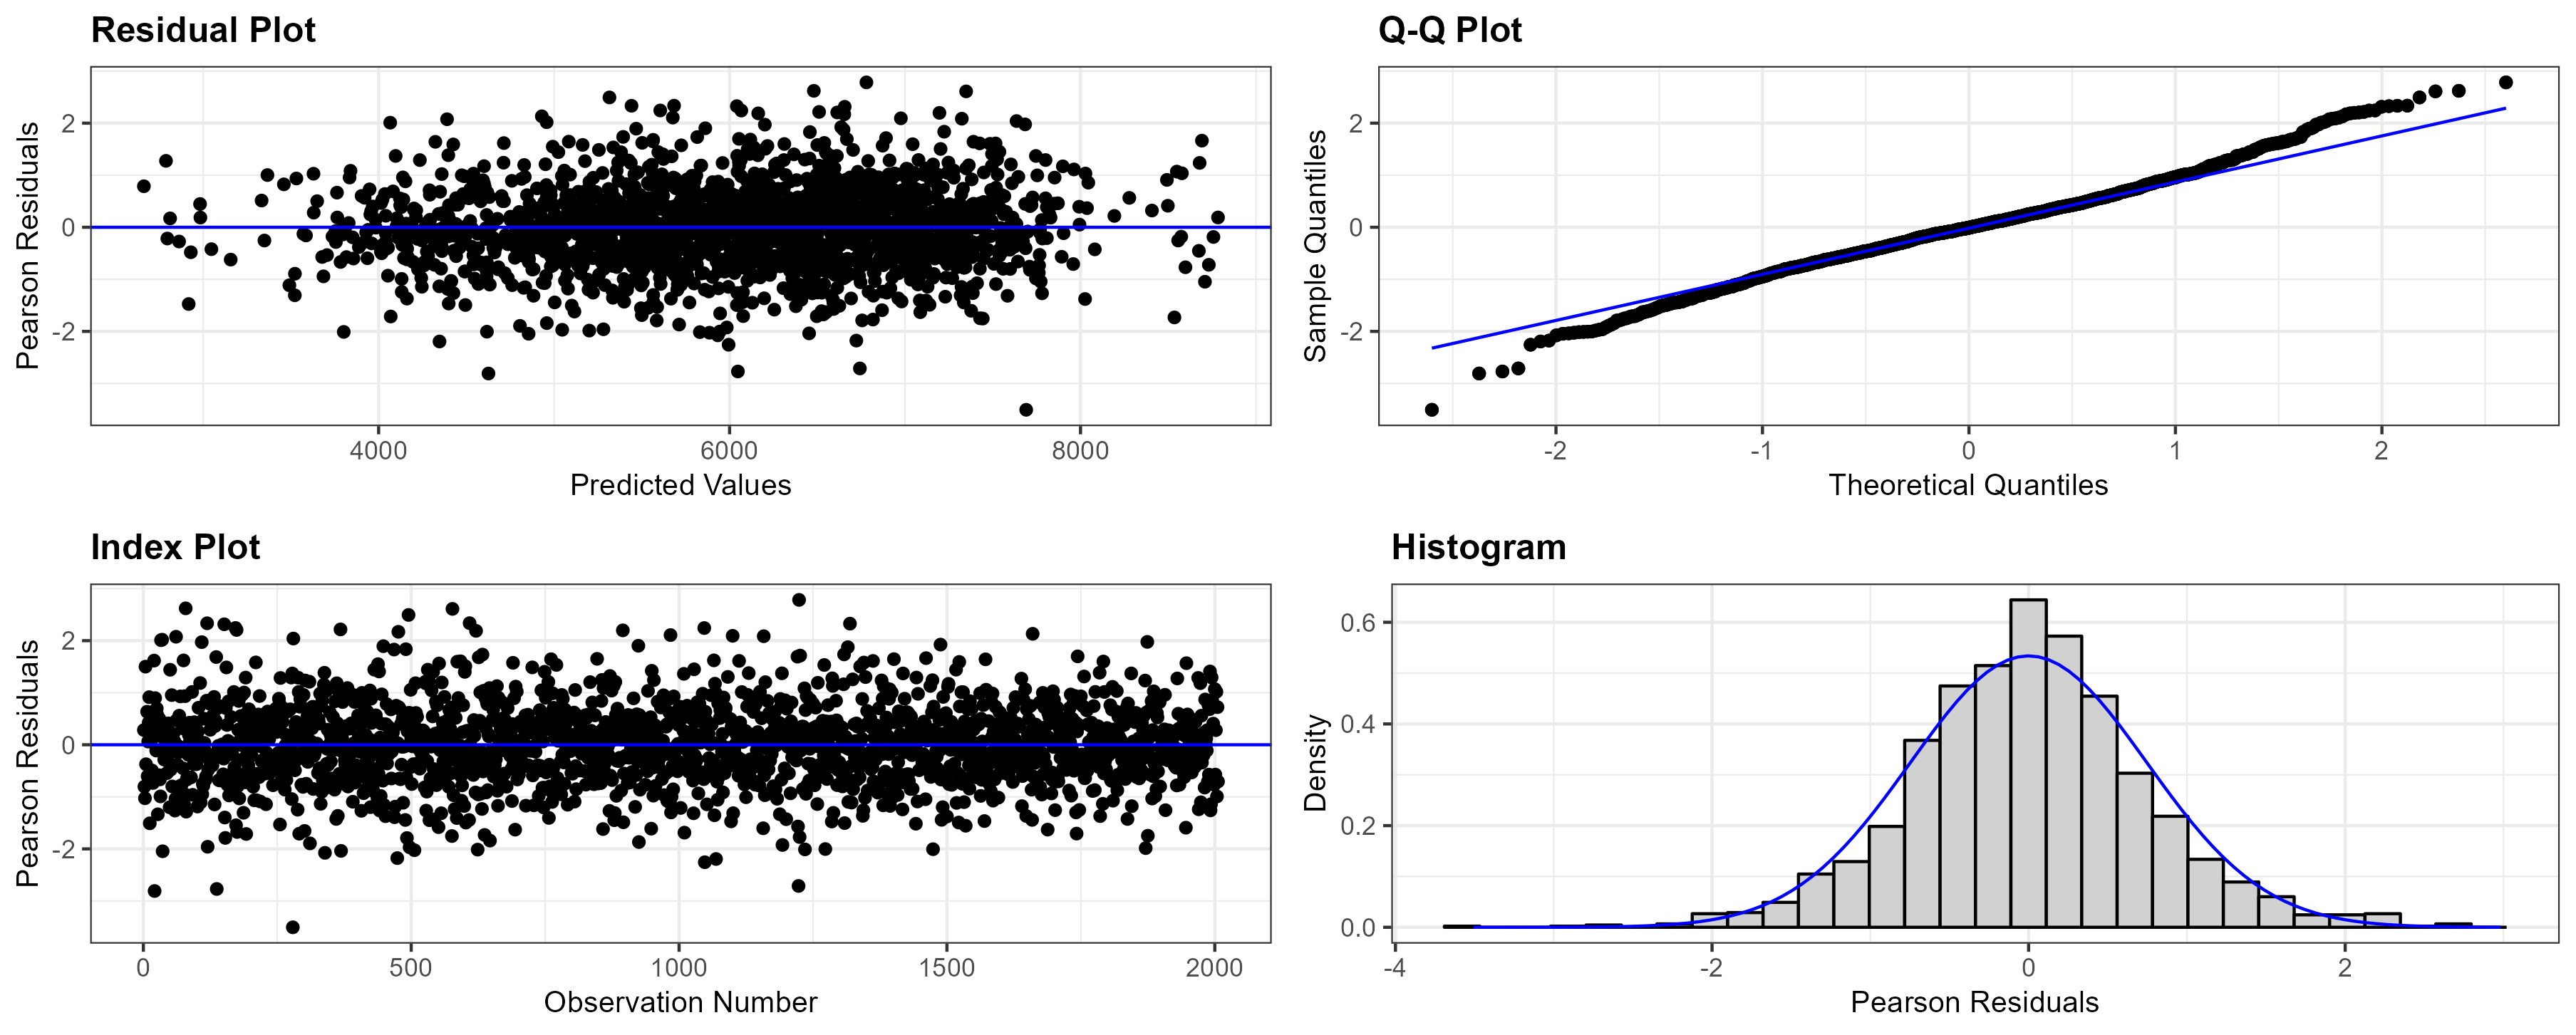 Residual Plot
Pearson Residuals
2
0
-2
4000 6000 8000
Predicted Values
Q-Q Plot
Sample Quantiles
2
0
-2
-2 -1 0 1 2
Theoretical Quantiles
Index Plot
Pearson Residuals
2
0
-2
0 500 1000 1500 2000
Observation Number
Histogram
Density
0.6
0.4
0.2
0.0
-4 -2 0 2
Pearson Residuals